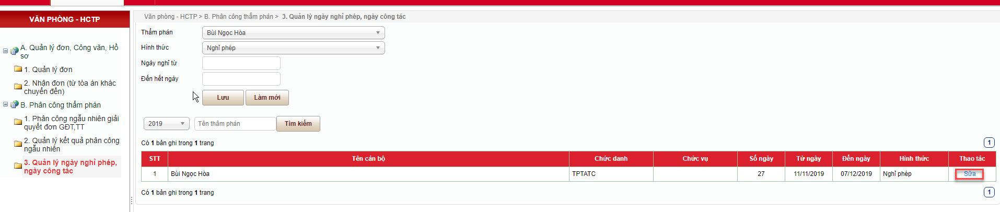 VĂN PHÒNG - HCTP
A. Quản lý đơn, Công văn, Hồ
sơ
1. Quản lý đơn
2. Nhận đơn (từ tòa án khác
chuyển đến)
B. Phân công thẩm phán
1. Phân công ngẫu nhiên giải
quyết đơn GĐT,TT
2. Quản lý kết quả phân công
ngẫu nhiên
3. Quản lý ngày nghỉ phép,
ngày công tác
Văn phòng - HCTP > B. Phân công thẩm phán > 3. Quản lý ngày nghỉ phép, ngày công tác
Thẩm phán Bùi Ngọc Hòa
Hình thức Nghỉ phép
Ngày nghỉ từ
Đến hết ngày
Lưu Làm mới
2019 Tên thẩm phán Tìm kiếm
Có 1 bản ghi trong 1 trang 1
STT Tên cán bộ Chức danh Chức vụ Số ngày Từ ngày Đến ngày Hình thức Thao tác
1 Bùi Ngọc Hòa TPTATC 27 11/11/2019 07/12/2019 Nghỉ phép Sửa
Có 1 bản ghi trong 1 trang 1